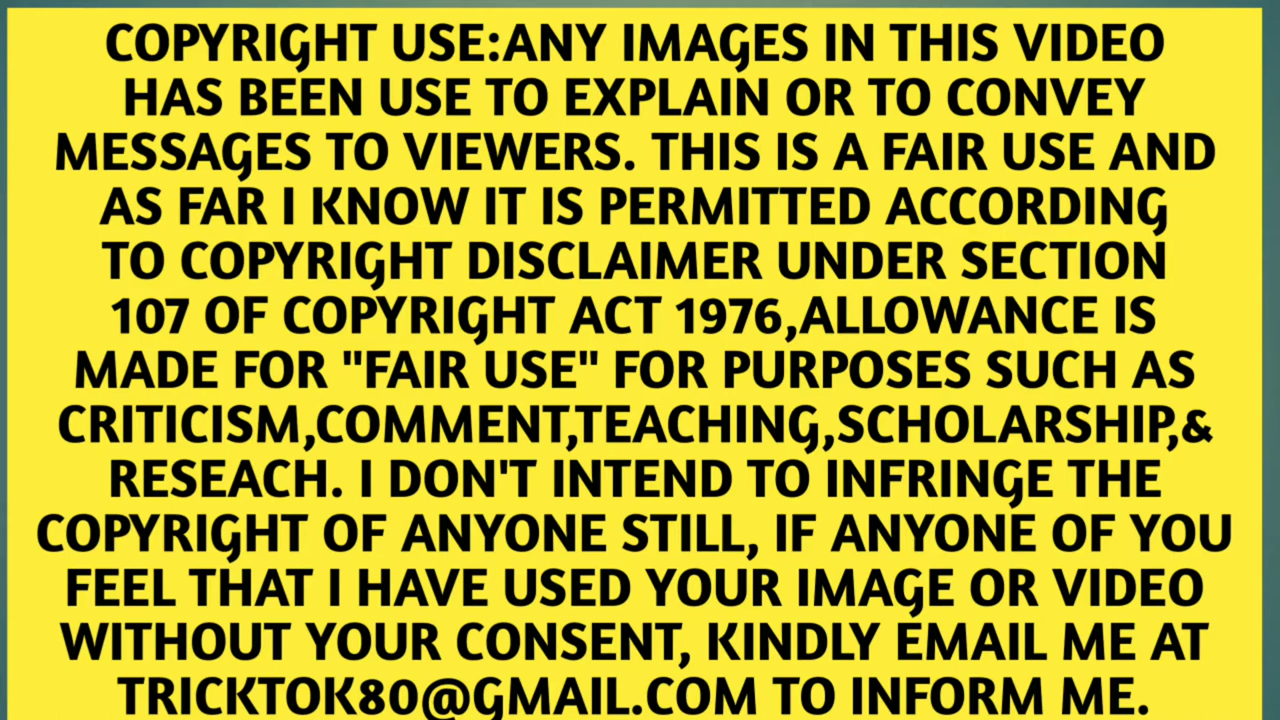 COPYRIGHT USE:ANY IMAGES IN THIS VIDEO
HAS BEEN USE TO EXPLAIN OR TO CONVEY
MESSAGES TO VIEWERS. THIS IS A FAIR USE AND
AS FAR I KNOW IT IS PERMITTED ACCORDING
TO COPYRIGHT DISCLAIMER UNDER SECTION
107 OF COPYRIGHT ACT 1976,ALLOWANCE IS
MADE FOR "FAIR USE" FOR PURPOSES SUCH AS
CRITICISM,COMMENT,TEACHING,SCHOLARSHIP,&
RESEACH. I DON'T INTEND TO INFRINGE THE
COPYRIGHT OF ANYONE STILL, IF ANYONE OF YOU
FEEL THAT I HAVE USED YOUR IMAGE OR VIDEO
WITHOUT YOUR CONSENT, KINDLY EMAIL ME AT
TRICKTOK80@GMAIL.COM TO INFORM ME.